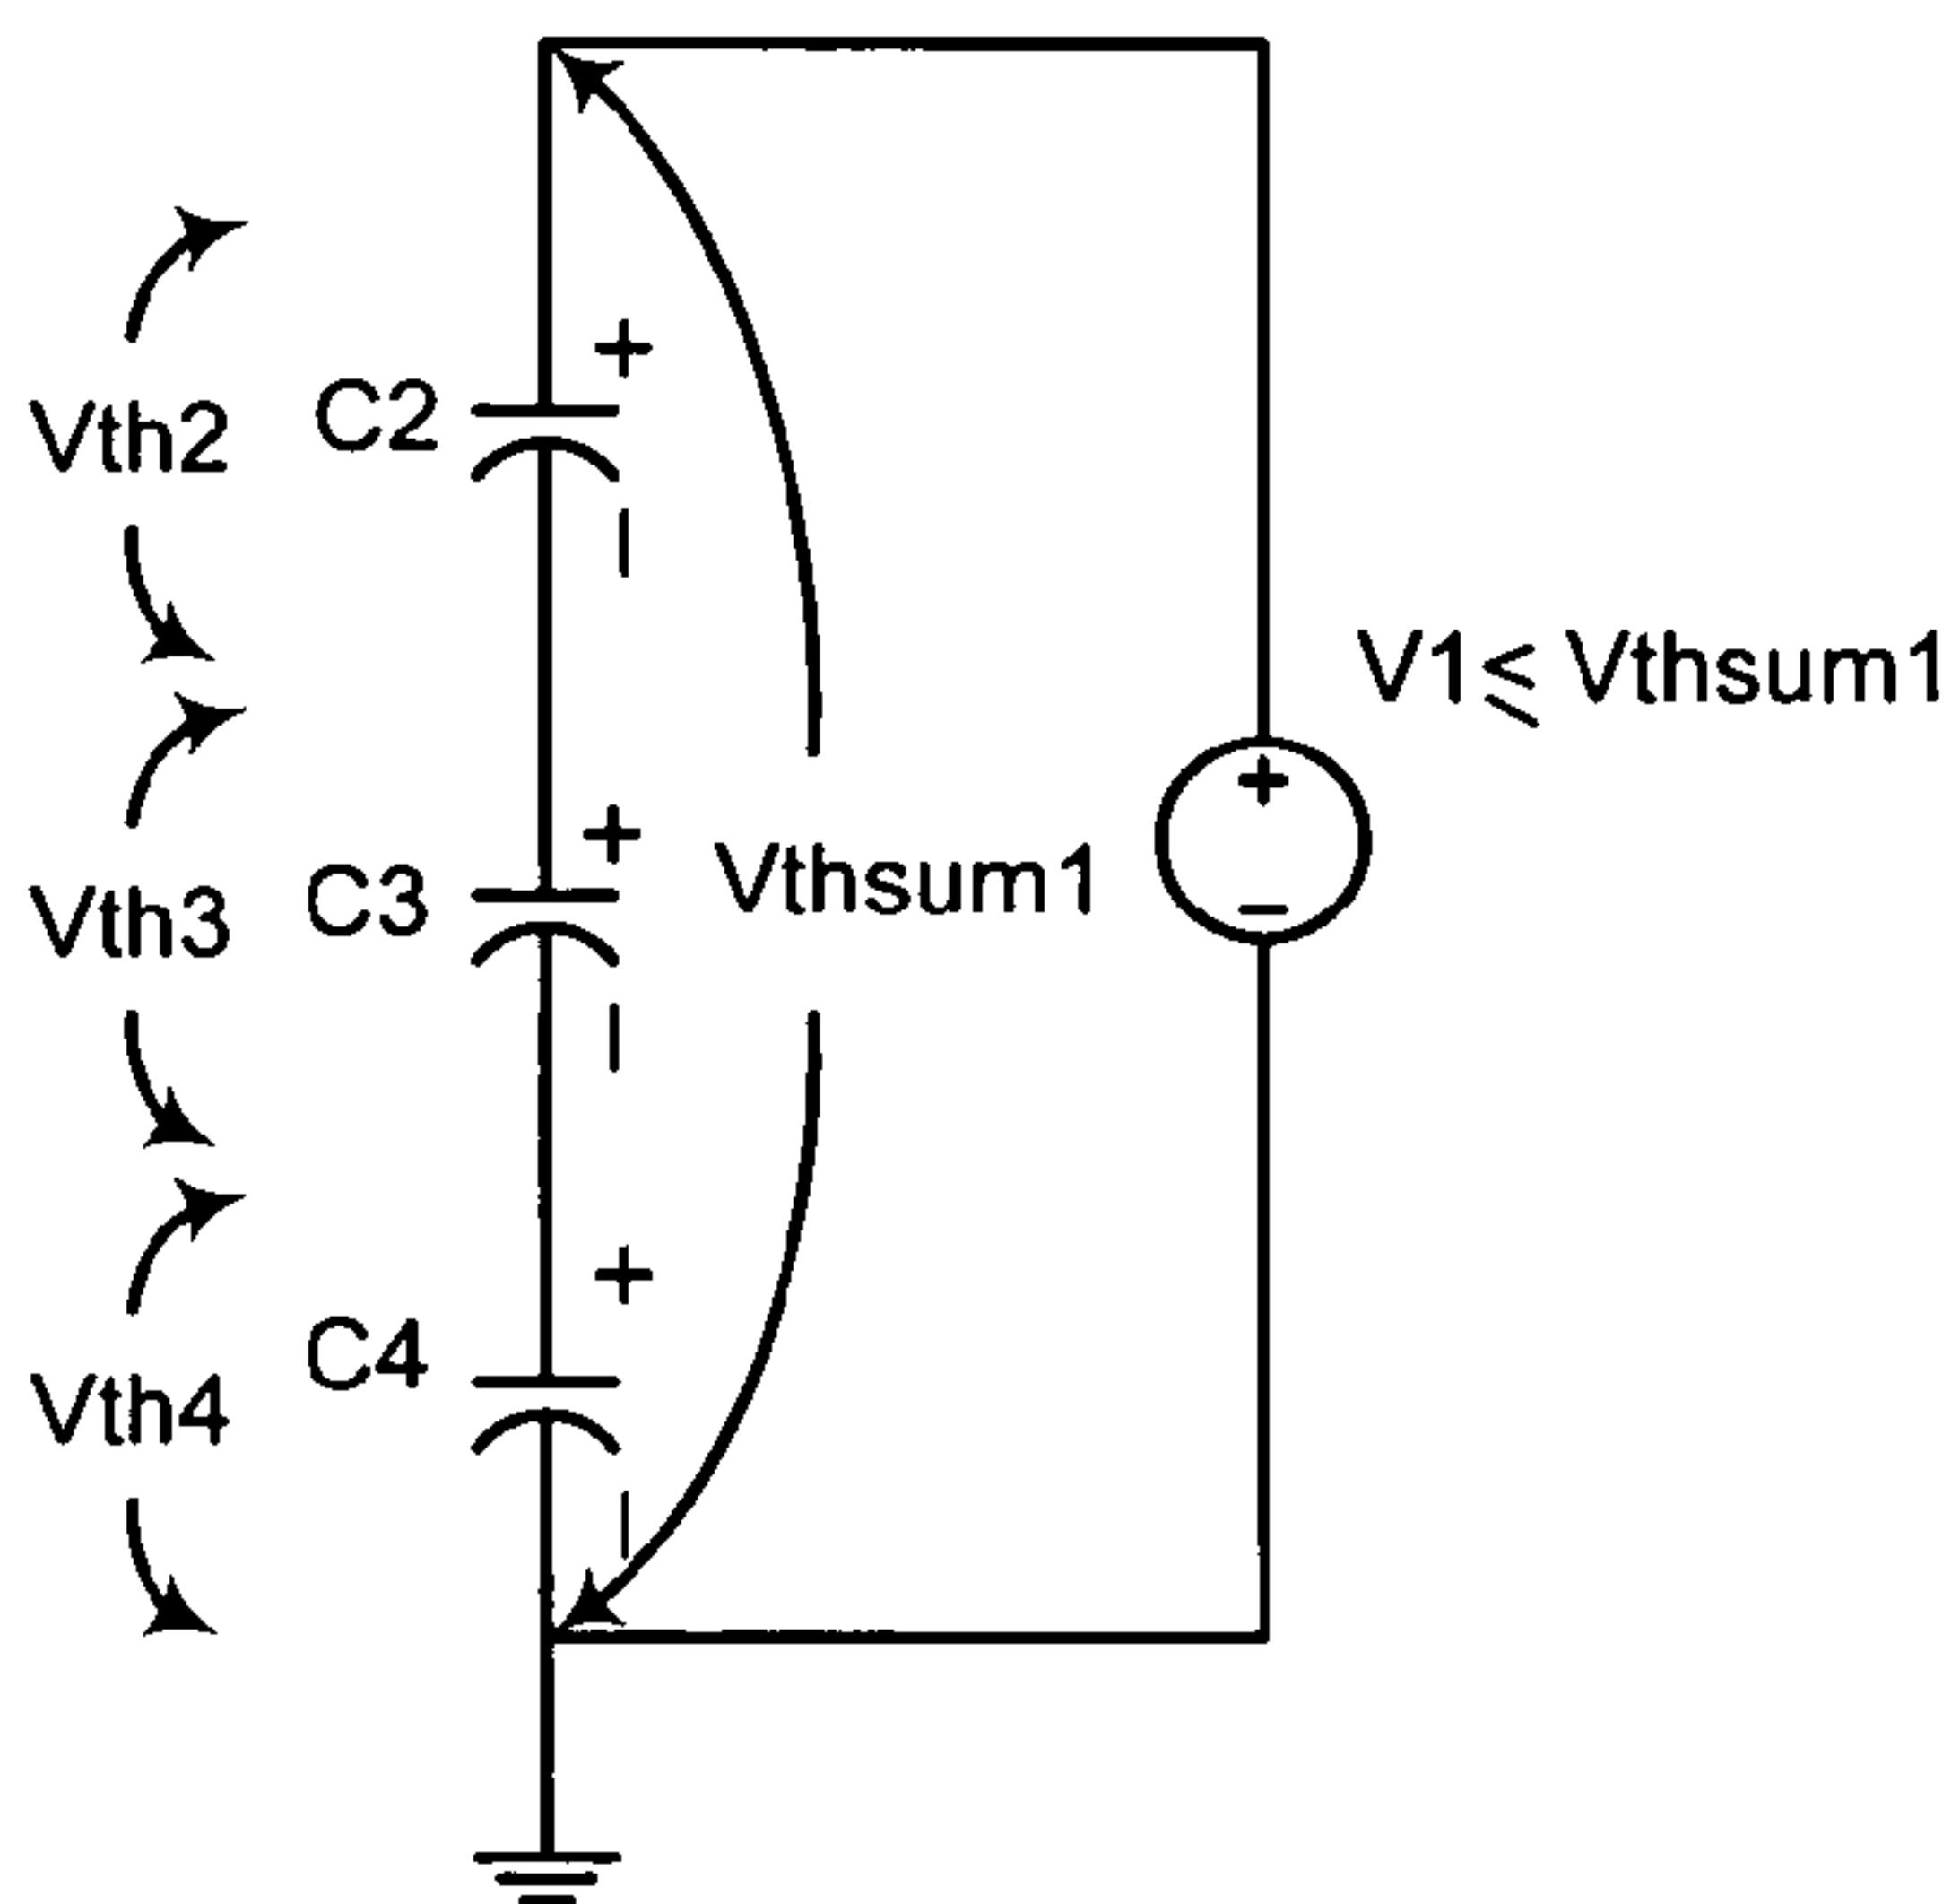 Vth2
C2
+
V1⩽ Vthsum1
+
Vth3
C3
+
Vthsum1
−
+
Vth4
C4